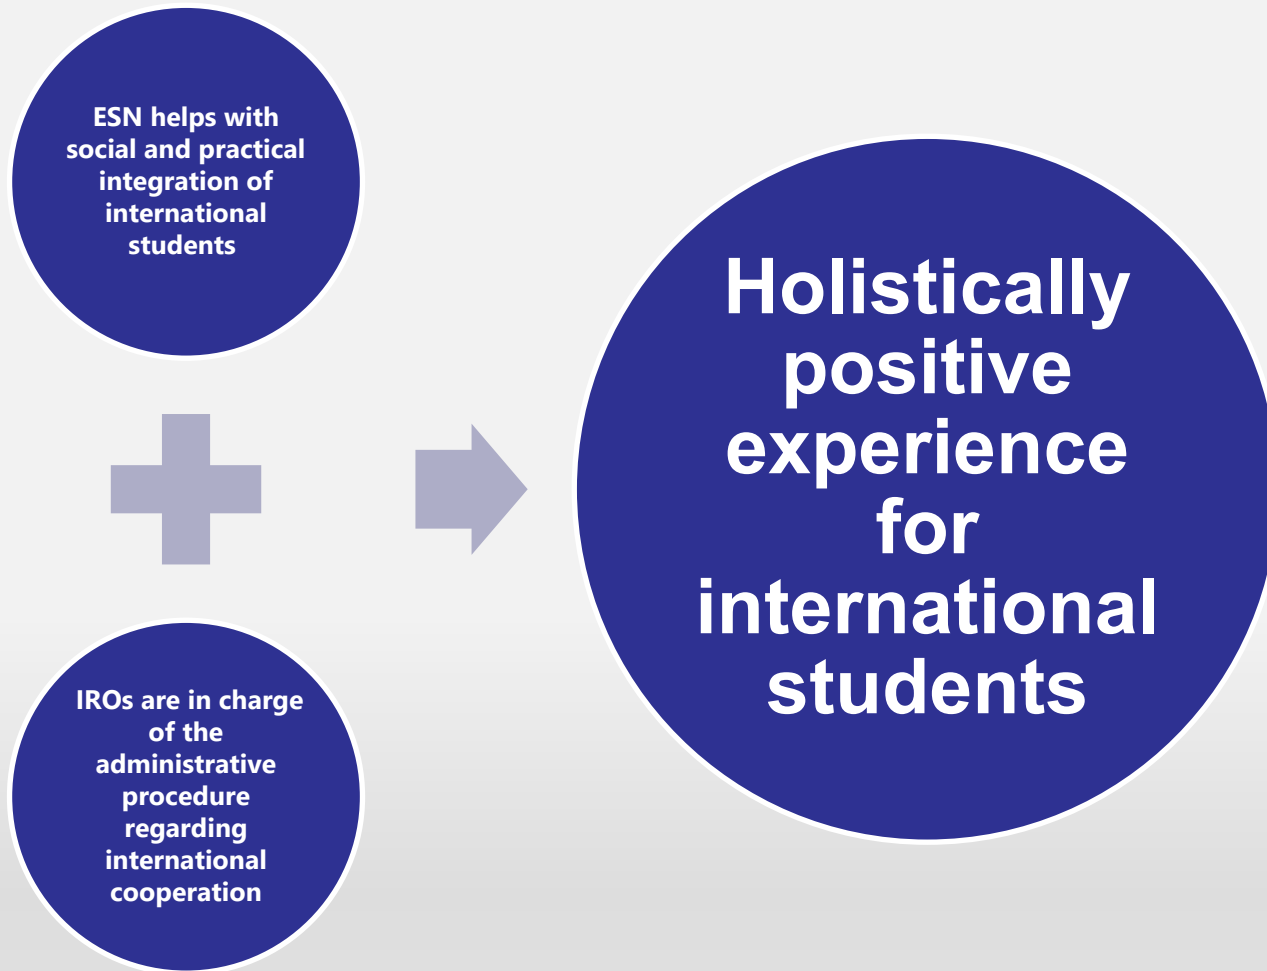 ESN helps with
social and practical
integration of
international
students
IROs are in charge
of the
administrative
procedure
regarding
international
cooperation
Holistically
positive
experience
for
international
students